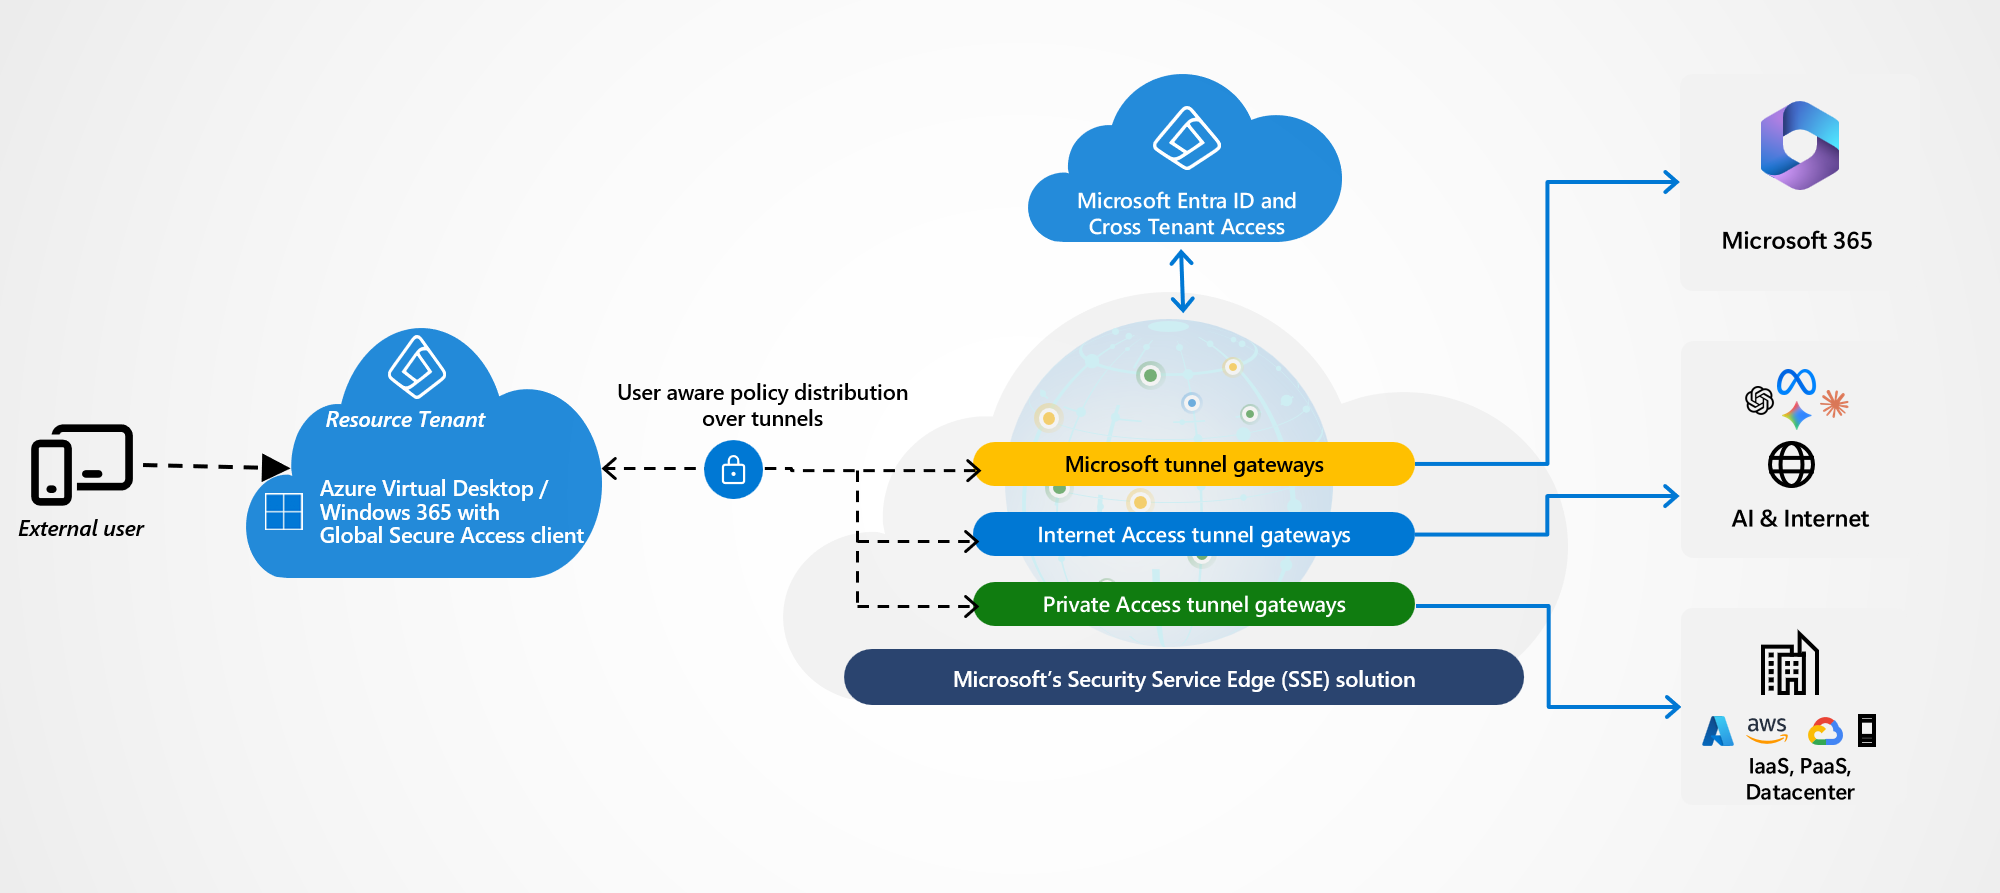 Microsoft Entra ID and
Cross Tenant Access
Microsoft 365
Resource Tenant
Azure Virtual Desktop /
Windows 365 with
Global Secure Access client
External user
User aware policy distribution
over tunnels
Microsoft tunnel gateways
Internet Access tunnel gateways
Private Access tunnel gateways
Microsoft’s Security Service Edge (SSE) solution
AI & Internet
aws
IaaS, PaaS,
Datacenter